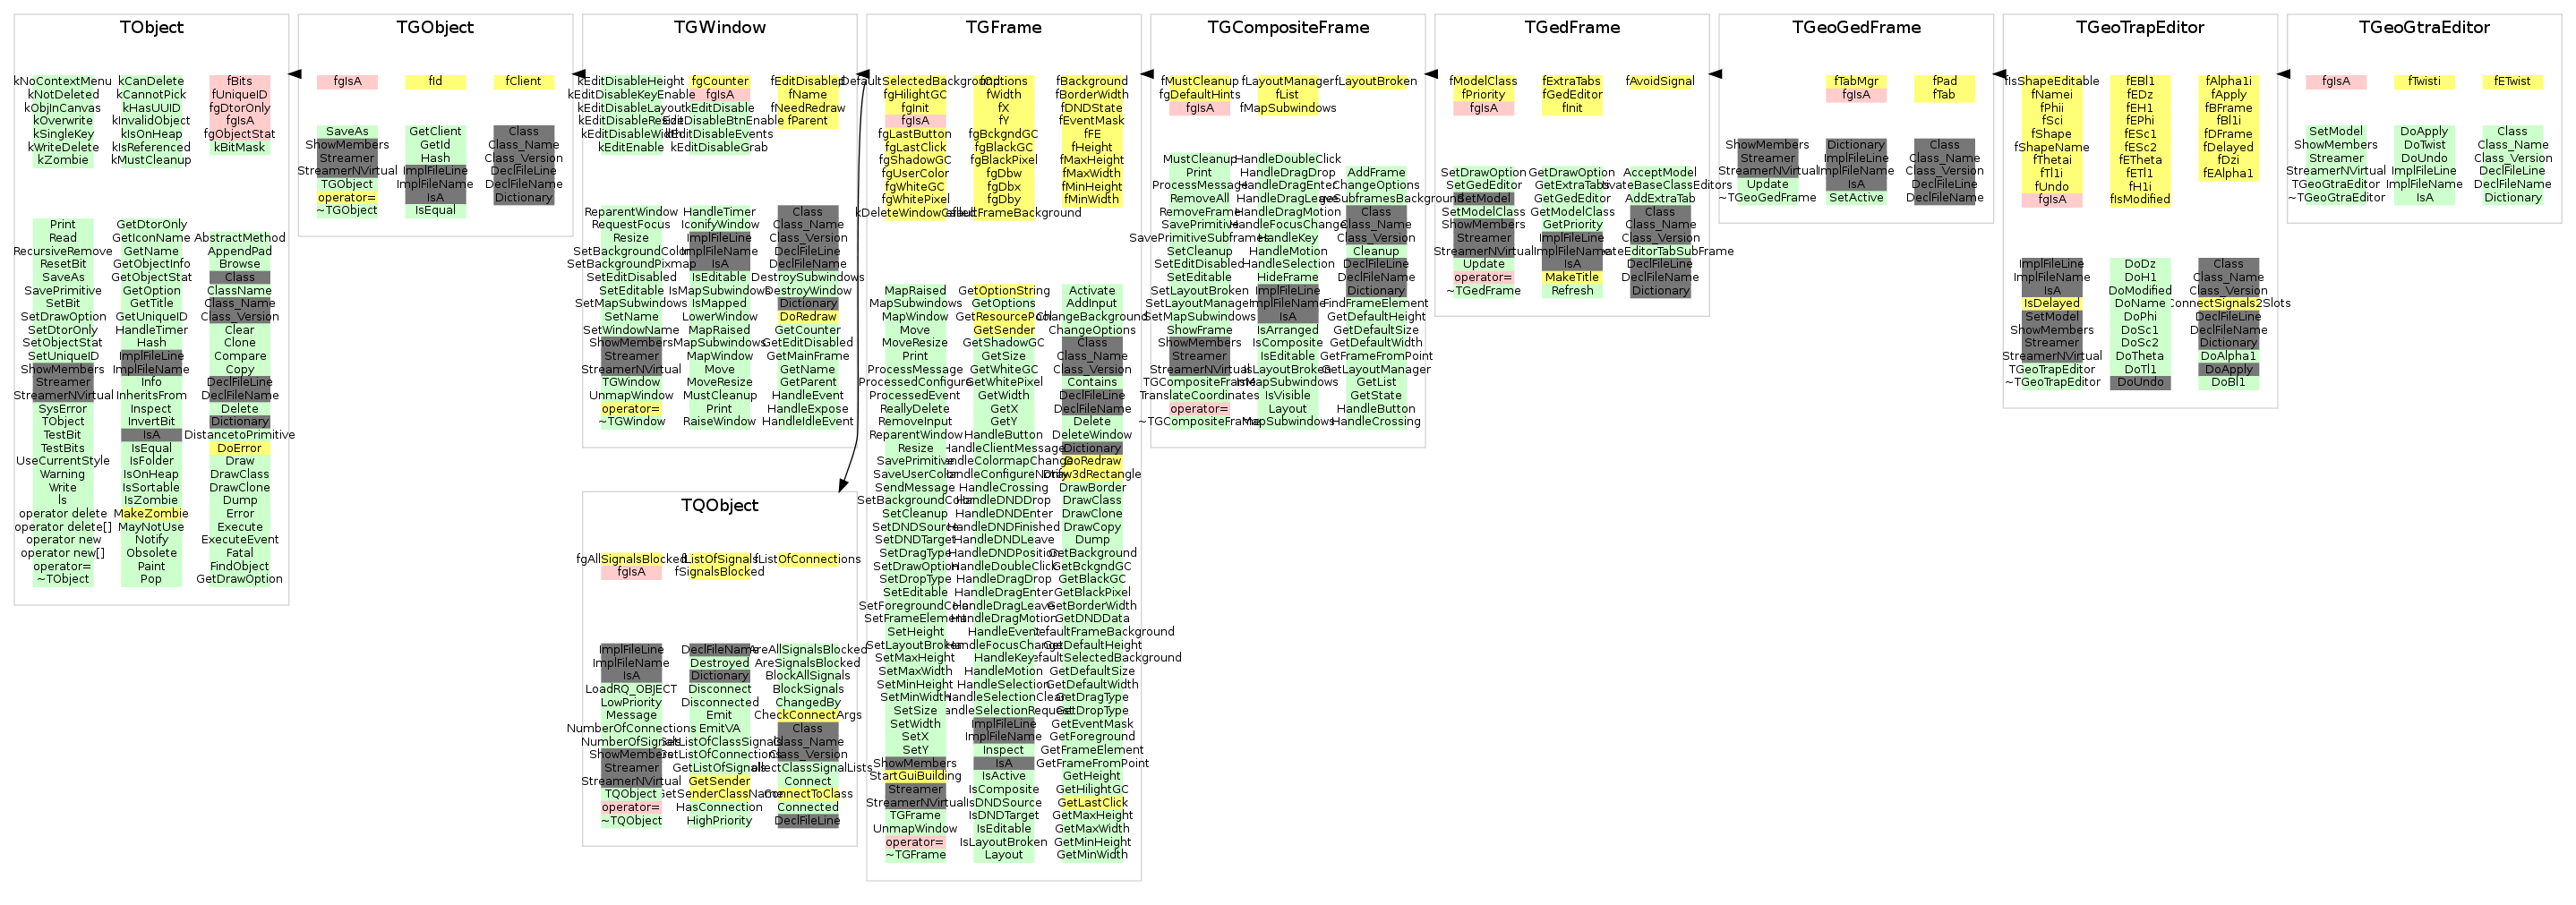 TObject
kNoContextMenu kCanDelete fBits
kNotDeleted kCannotPick fUniqueID
kObjInCanvas kHasUUID fgDtorOnly
kOverwrite kInvalidObject fgIsA
kSingleKey kIsOnHeap fgObjectStat
kWriteDelete kIsReferenced kBitMask
kZombie kMustCleanup
Print GetDtorOnly
Read GetIconName AbstractMethod
RecursiveRemove GetName AppendPad
ResetBit GetObjectInfo Browse
SaveAs GetObjectStat Class
SavePrimitive GetOption ClassName
SetBit GetTitle Class_Name
SetDrawOption GetUniqueID Class_Version
SetDtorOnly HandleTimer Clear
SetObjectStat Hash Clone
SetUniqueID ImplFileLine Compare
ShowMembers ImplFileName Copy
Streamer Info DeclFileLine
StreamerNVirtual InheritsFrom DeclFileName
SysError Inspect Delete
TObject InvertBit Dictionary
TestBit IsA DistancetoPrimitive
TestBits IsEqual DoError
UseCurrentStyle IsFolder Draw
Warning IsOnHeap DrawClass
Write IsSortable DrawClone
ls IsZombie Dump
operator delete MakeZombie Error
operator delete[] MayNotUse Execute
operator new Notify ExecuteEvent
operator new[] Obsolete Fatal
operator= Paint FindObject
~TObject Pop GetDrawOption
TGObject
fgIsA fId fClient
SaveAs GetClient Class
ShowMembers GetId Class_Name
Streamer Hash Class_Version
StreamerNVirtual ImplFileLine DeclFileLine
TGObject ImplFileName DeclFileName
operator= IsA Dictionary
~TGObject IsEqual
TGWindow
kEditDisableHeight fgCounter fEditDisabled
kEditDisableKeyEnable fgIsA fName
kEditDisableLayout kEditDisable fNeedRedraw
kEditDisableResize kEditDisableBtnEnable fParent
kEditDisableWidth kEditDisableEvents
kEditEnable kEditDisableGrab
ReparentWindow HandleTimer Class
RequestFocus IconifyWindow Class_Name
Resize ImplFileLine Class_Version
SetBackgroundColor ImplFileName DeclFileLine
SetBackgroundPixmap IsA DeclFileName
SetEditDisabled IsEditable DestroySubwindows
SetEditable IsMapSubwindows DestroyWindow
SetMapSubwindows IsMapped Dictionary
SetName LowerWindow DoRedraw
SetWindowName MapRaised GetCounter
ShowMembers MapSubwindows GetEditDisabled
Streamer MapWindow GetMainFrame
StreamerNVirtual Move GetName
TGWindow MoveResize GetParent
UnmapWindow MustCleanup HandleEvent
operator= Print HandleExpose
~TGWindow RaiseWindow HandleIdleEvent
TQObject
fgAllSignalsBlocked fListOfSignals fListOfConnections
fgIsA fSignalsBlocked
ImplFileLine DeclFileName AreAllSignalsBlocked
ImplFileName Destroyed AreSignalsBlocked
IsA Dictionary BlockAllSignals
LoadRQ_OBJECT Disconnect BlockSignals
LowPriority Disconnected ChangedBy
Message Emit CheckConnectArgs
NumberOfConnections EmitVA Class
NumberOfSignals GetListOfClassSignals Class_Name
ShowMembers GetListOfConnections Class_Version
Streamer GetListOfSignals
StreamerNVirtual GetSender Connect
TQObject GetSenderClassName ConnectToClass
operator= HasConnection Connected
~TQObject HighPriority DeclFileLine
TGFrame
fOptions fBackground
fgHilightGC fWidth fBorderWidth
fgInit fX fDNDState
fgIsA fY fEventMask
fgLastButton fgBckgndGC fFE
fgLastClick fgBlackGC fHeight
fgShadowGC fgBlackPixel fMaxHeight
fgUserColor fgDbw fMaxWidth
fgWhiteGC fgDbx fMinHeight
fgWhitePixel fgDby fMinWidth
MapRaised GetOptionString Activate
MapSubwindows GetOptions AddInput
MapWindow GetResourcePool ChangeBackground
Move GetSender ChangeOptions
MoveResize GetShadowGC Class
Print GetSize Class_Name
ProcessMessage GetWhiteGC Class_Version
ProcessedConfigure GetWhitePixel Contains
ProcessedEvent GetWidth DeclFileLine
ReallyDelete GetX DeclFileName
RemoveInput GetY Delete
ReparentWindow HandleButton DeleteWindow
Resize HandleClientMessage Dictionary
SavePrimitive HandleColormapChange DoRedraw
SaveUserColor HandleConfigureNotify Draw3dRectangle
SendMessage HandleCrossing DrawBorder
SetBackgroundColor HandleDNDDrop DrawClass
SetCleanup HandleDNDEnter DrawClone
SetDNDSource HandleDNDFinished DrawCopy
SetDNDTarget HandleDNDLeave Dump
SetDragType HandleDNDPosition GetBackground
SetDrawOption HandleDoubleClick GetBckgndGC
SetDropType HandleDragDrop GetBlackGC
SetEditable HandleDragEnter GetBlackPixel
SetForegroundColor HandleDragLeave GetBorderWidth
SetFrameElement HandleDragMotion GetDNDData
SetHeight HandleEvent
SetLayoutBroken HandleFocusChange GetDefaultHeight
SetMaxHeight HandleKey
SetMaxWidth HandleMotion GetDefaultSize
SetMinHeight HandleSelection GetDefaultWidth
SetMinWidth HandleSelectionClear GetDragType
SetSize HandleSelectionRequest GetDropType
SetWidth ImplFileLine GetEventMask
SetX ImplFileName GetForeground
SetY Inspect GetFrameElement
ShowMembers IsA GetFrameFromPoint
StartGuiBuilding IsActive GetHeight
Streamer IsComposite GetHilightGC
StreamerNVirtual IsDNDSource GetLastClick
TGFrame IsDNDTarget GetMaxHeight
UnmapWindow IsEditable GetMaxWidth
operator= IsLayoutBroken GetMinHeight
~TGFrame Layout GetMinWidth
TGCompositeFrame
fMustCleanup fLayoutManager fLayoutBroken
fgDefaultHints fList
fgIsA fMapSubwindows
MustCleanup HandleDoubleClick
Print HandleDragDrop AddFrame
ProcessMessage HandleDragEnter ChangeOptions
RemoveAll HandleDragLeave
RemoveFrame HandleDragMotion Class
SavePrimitive HandleFocusChange Class_Name
SavePrimitiveSubframes HandleKey Class_Version
SetCleanup HandleMotion Cleanup
SetEditDisabled HandleSelection DeclFileLine
SetEditable HideFrame DeclFileName
SetLayoutBroken ImplFileLine Dictionary
SetLayoutManager ImplFileName FindFrameElement
SetMapSubwindows IsA GetDefaultHeight
ShowFrame IsArranged GetDefaultSize
ShowMembers IsComposite GetDefaultWidth
Streamer IsEditable GetFrameFromPoint
StreamerNVirtual IsLayoutBroken GetLayoutManager
TGCompositeFrame IsMapSubwindows GetList
TranslateCoordinates IsVisible GetState
operator= Layout HandleButton
~TGCompositeFrame MapSubwindows HandleCrossing
TGedFrame
fModelClass fExtraTabs fAvoidSignal
fPriority fGedEditor
fgIsA fInit
SetDrawOption GetDrawOption AcceptModel
SetGedEditor GetExtraTabs
SetModel GetGedEditor AddExtraTab
SetModelClass GetModelClass Class
ShowMembers GetPriority Class_Name
Streamer ImplFileLine Class_Version
StreamerNVirtual ImplFileName
Update IsA DeclFileLine
operator= MakeTitle DeclFileName
~TGedFrame Refresh Dictionary
TGeoGedFrame
fTabMgr fPad
fgIsA fTab
ShowMembers Dictionary Class
Streamer ImplFileLine Class_Name
StreamerNVirtual ImplFileName Class_Version
Update IsA DeclFileLine
~TGeoGedFrame SetActive DeclFileName
TGeoTrapEditor
fIsShapeEditable fEBl1 fAlpha1i
fNamei fEDz fApply
fPhii fEH1 fBFrame
fSci fEPhi fBl1i
fShape fESc1 fDFrame
fShapeName fESc2 fDelayed
fThetai fETheta fDzi
fTl1i fETl1 fEAlpha1
fUndo fH1i
fgIsA fIsModified
ImplFileLine DoDz Class
ImplFileName DoH1 Class_Name
IsA DoModified Class_Version
IsDelayed DoName ConnectSignals2Slots
SetModel DoPhi DeclFileLine
ShowMembers DoSc1 DeclFileName
Streamer DoSc2 Dictionary
StreamerNVirtual DoTheta DoAlpha1
TGeoTrapEditor DoTl1 DoApply
~TGeoTrapEditor DoUndo DoBl1
TGeoGtraEditor
fgIsA fTwisti fETwist
SetModel DoApply Class
ShowMembers DoTwist Class_Name
Streamer DoUndo Class_Version
StreamerNVirtual ImplFileLine DeclFileLine
TGeoGtraEditor ImplFileName DeclFileName
~TGeoGtraEditor IsA Dictionary